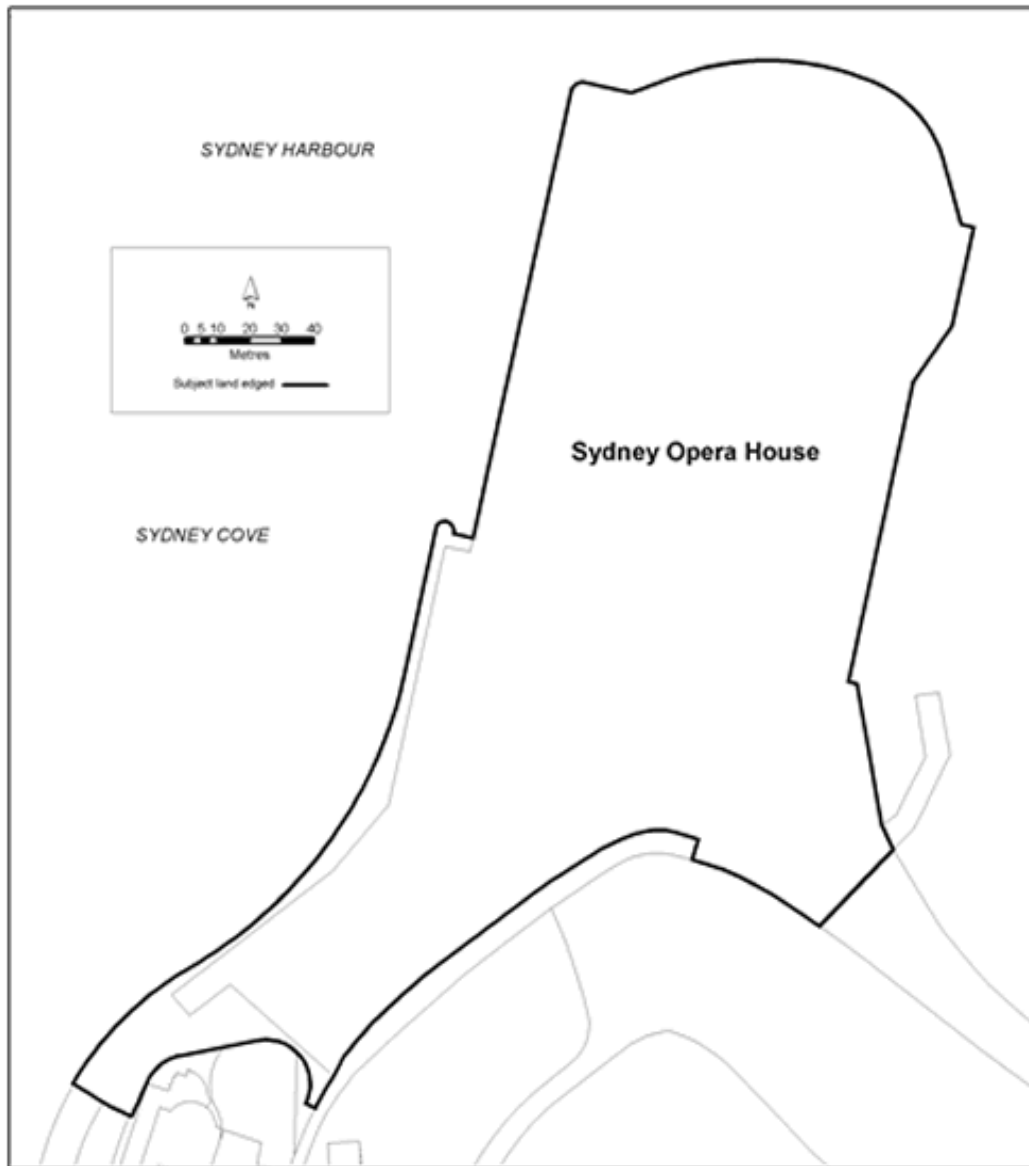 SYDNEY HARBOUR
N
0 5 10 20 30 40
Metres
Subject land edged
Sydney Opera House
SYDNEY COVE